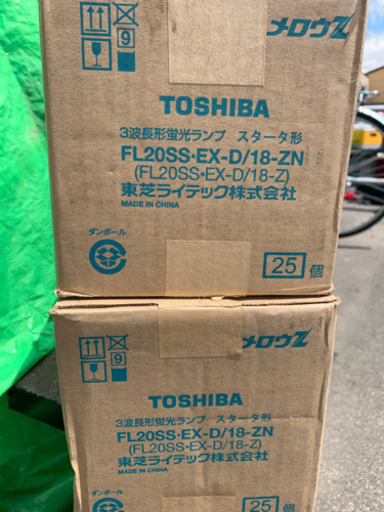 メロウZ
9
TOSHIBA
3波長形蛍光ランプ スタータ形
FL20SS・EX-D/18-ZN
(FL20SS・EX-D/18-Z)
東芝ライテック株式会社
MADE IN CHINA
ダンボール
25個
メロウZ
9
TOSHIBA
3波長形蛍光ランプ スタータ形
FL20SS・EX-D/18-ZN
(FL20SS・EX-D/18-Z)
東芝ライテック株式会社
MADE IN CHINA
ダンボール
25個